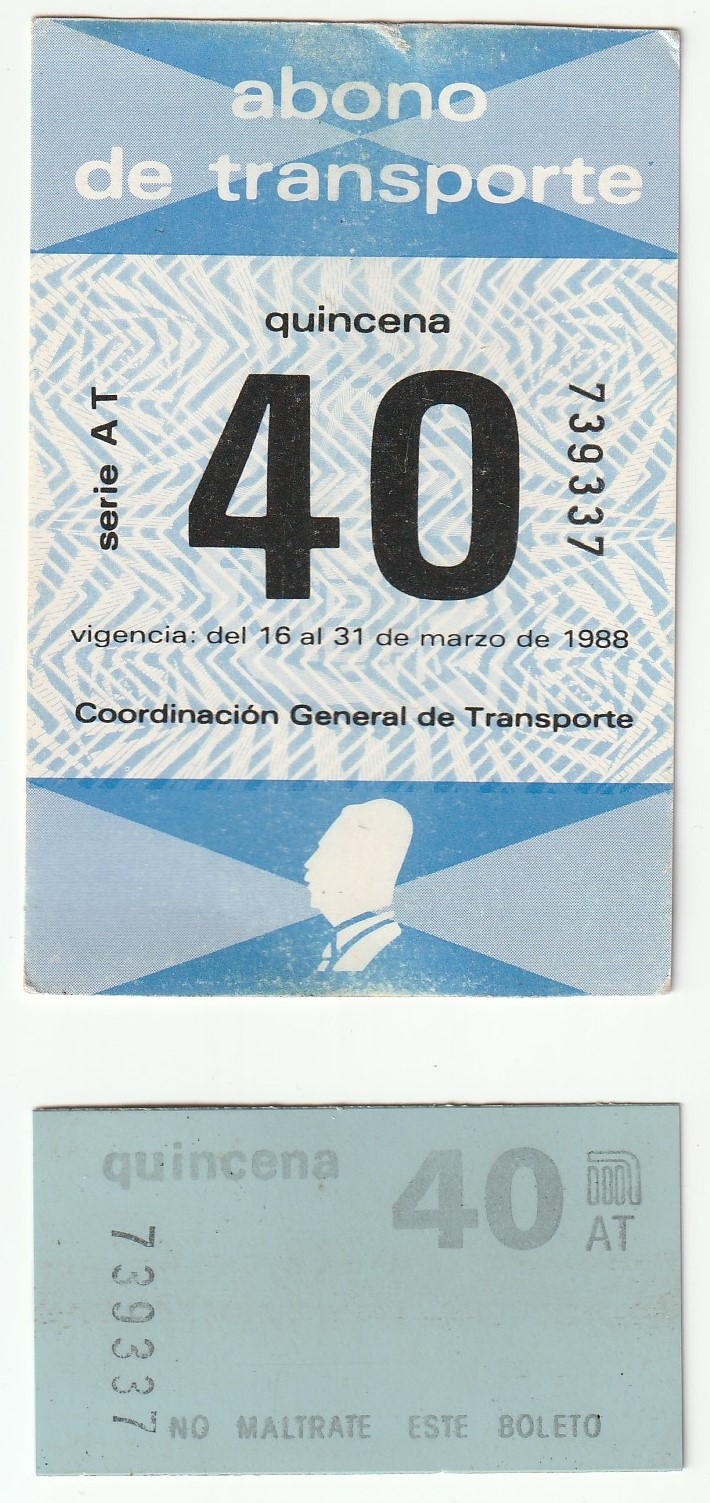 abono
de transporte
quincena
serie AT
40
739337
vigencia: del 16 al 31 de marzo de 1988
Coordinación General de Transporte
quincena
40
AT
739337
NO MALTRATE ESTE BOLETO